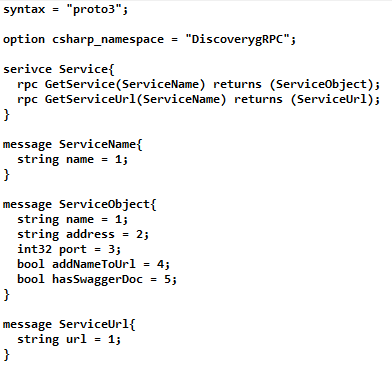 syntax = "proto3";
option csharp_namespace = "DiscoverygRPC";
serivce Service{
rpc GetService(ServiceName) returns (ServiceObject);
rpc GetServiceUrl(ServiceName) returns (ServiceUrl);
}
message ServiceName{
string name = 1;
}
message ServiceObject{
string name = 1;
string address = 2;
int32 port = 3;
bool addNameToUrl = 4;
bool hasSwaggerDoc = 5;
}
message ServiceUrl{
string url = 1;
}